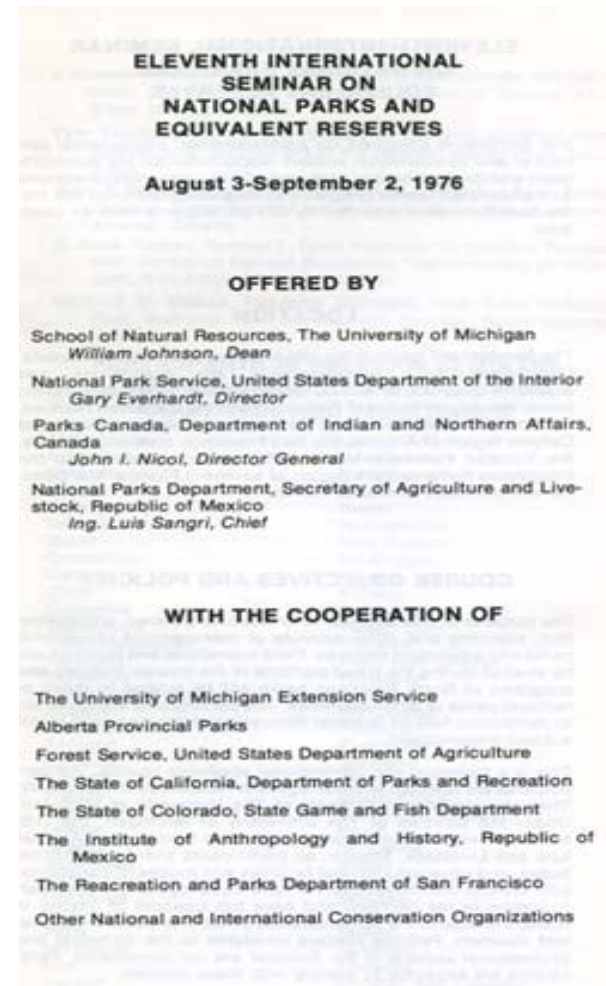 ELEVENTH INTERNATIONAL
SEMINAR ON
NATIONAL PARKS AND
EQUIVALENT RESERVES
August 3-September 2, 1976
OFFERED BY
School of Natural Resources, The University of Michigan
William Johnson, Dean
National Park Service, United States Department of the Interior
Gary Everhardt, Director
Parks Canada, Department of Indian and Northern Affairs,
Canada
John I. Nicol, Director General
National Parks Department, Secretary of Agriculture and Live-
stock, Republic of Mexico
Ing. Luis Sangri, Chief
WITH THE COOPERATION OF
The University of Michigan Extension Service
Alberta Provincial Parks
Forest Service, United States Department of Agriculture
The State of California, Department of Parks and Recreation
The State of Colorado, State Game and Fish Department
The Institute of Anthropology and History, Republic of
Mexico
The Reacreation and Parks Department of San Francisco
Other National and International Conservation Organizations